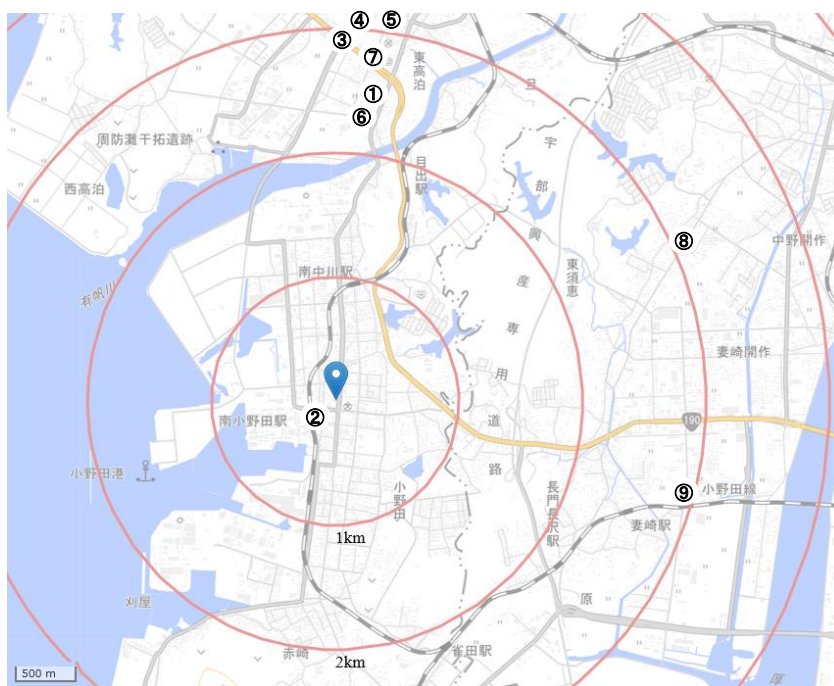 ④
⑤
③
⑦
東高泊
①
⑥
旦
周防灘干拓遺跡
目出駅
宇部興産専用道路
西高泊
⑧
中野開作
東須恵
南中川駅
有帆川
妻崎開作
②
南小野田駅
190
小野田港
小野田
⑨
小野田線
長門長沢駅
妻崎駅
1km
刈屋
原
赤崎
2km
雀田駅
厚
500 m